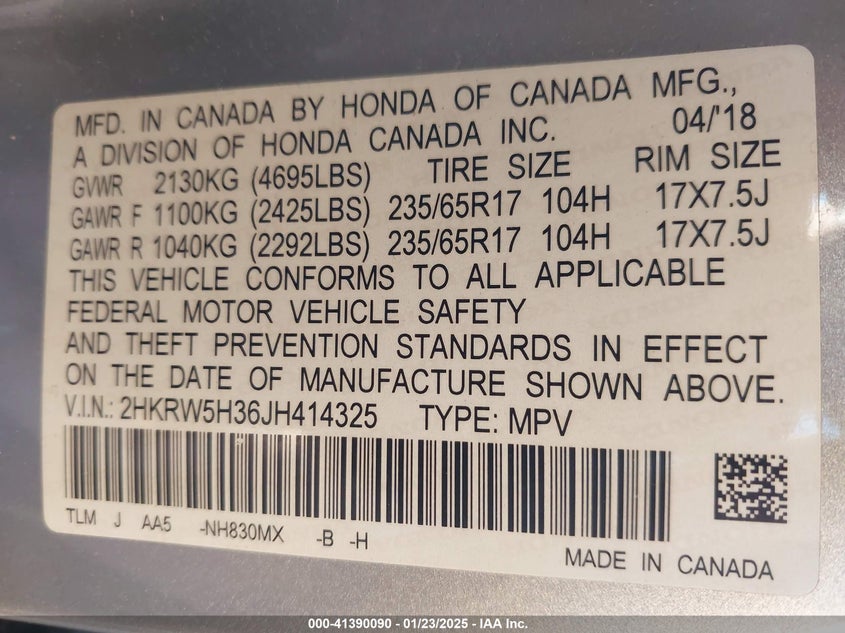 MFD. IN CANADA BY HONDA OF CANADA MFG.,
A DIVISION OF HONDA CANADA INC. 04/'18
GVWR 2130KG (4695LBS) TIRE SIZE RIM SIZE
GAWR F 1100KG (2425LBS) 235/65R17 104H 17X7.5J
GAWR R 1040KG (2292LBS) 235/65R17 104H 17X7.5J
THIS VEHICLE CONFORMS TO ALL APPLICABLE
FEDERAL MOTOR VEHICLE SAFETY
AND THEFT PREVENTION STANDARDS IN EFFECT
ON THE DATE OF MANUFACTURE SHOWN ABOVE.
V.I.N.: 2HKRW5H36JH414325 TYPE: MPV
TLM J AA5 -NH830MX -B -H
MADE IN CANADA
000-41390090 - 01/23/2025 - IAA Inc.